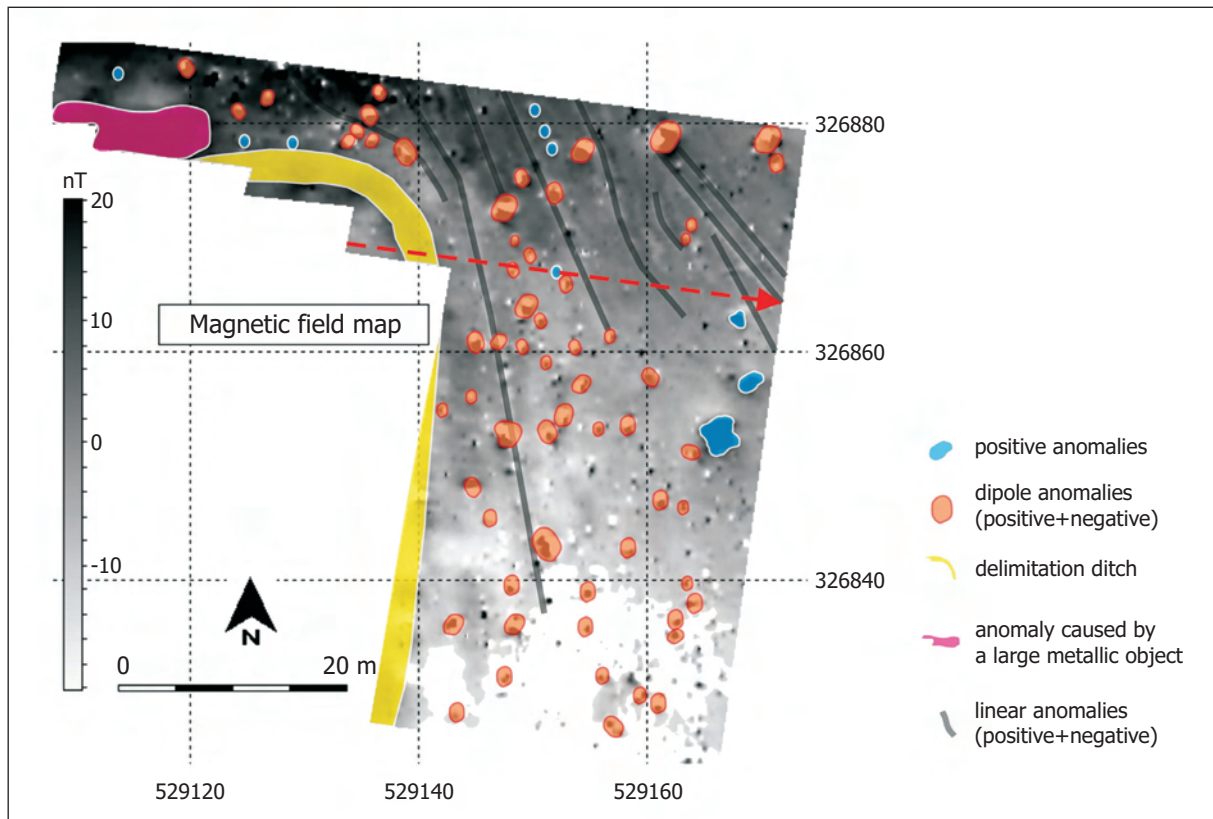 nT
20
10
0
-10
Magnetic field map
N
0 20 m
529120
529140
529160
326880
326860
326840
positive anomalies
dipole anomalies
(positive+negative)
delimitation ditch
anomaly caused by
a large metallic object
linear anomalies
(positive+negative)